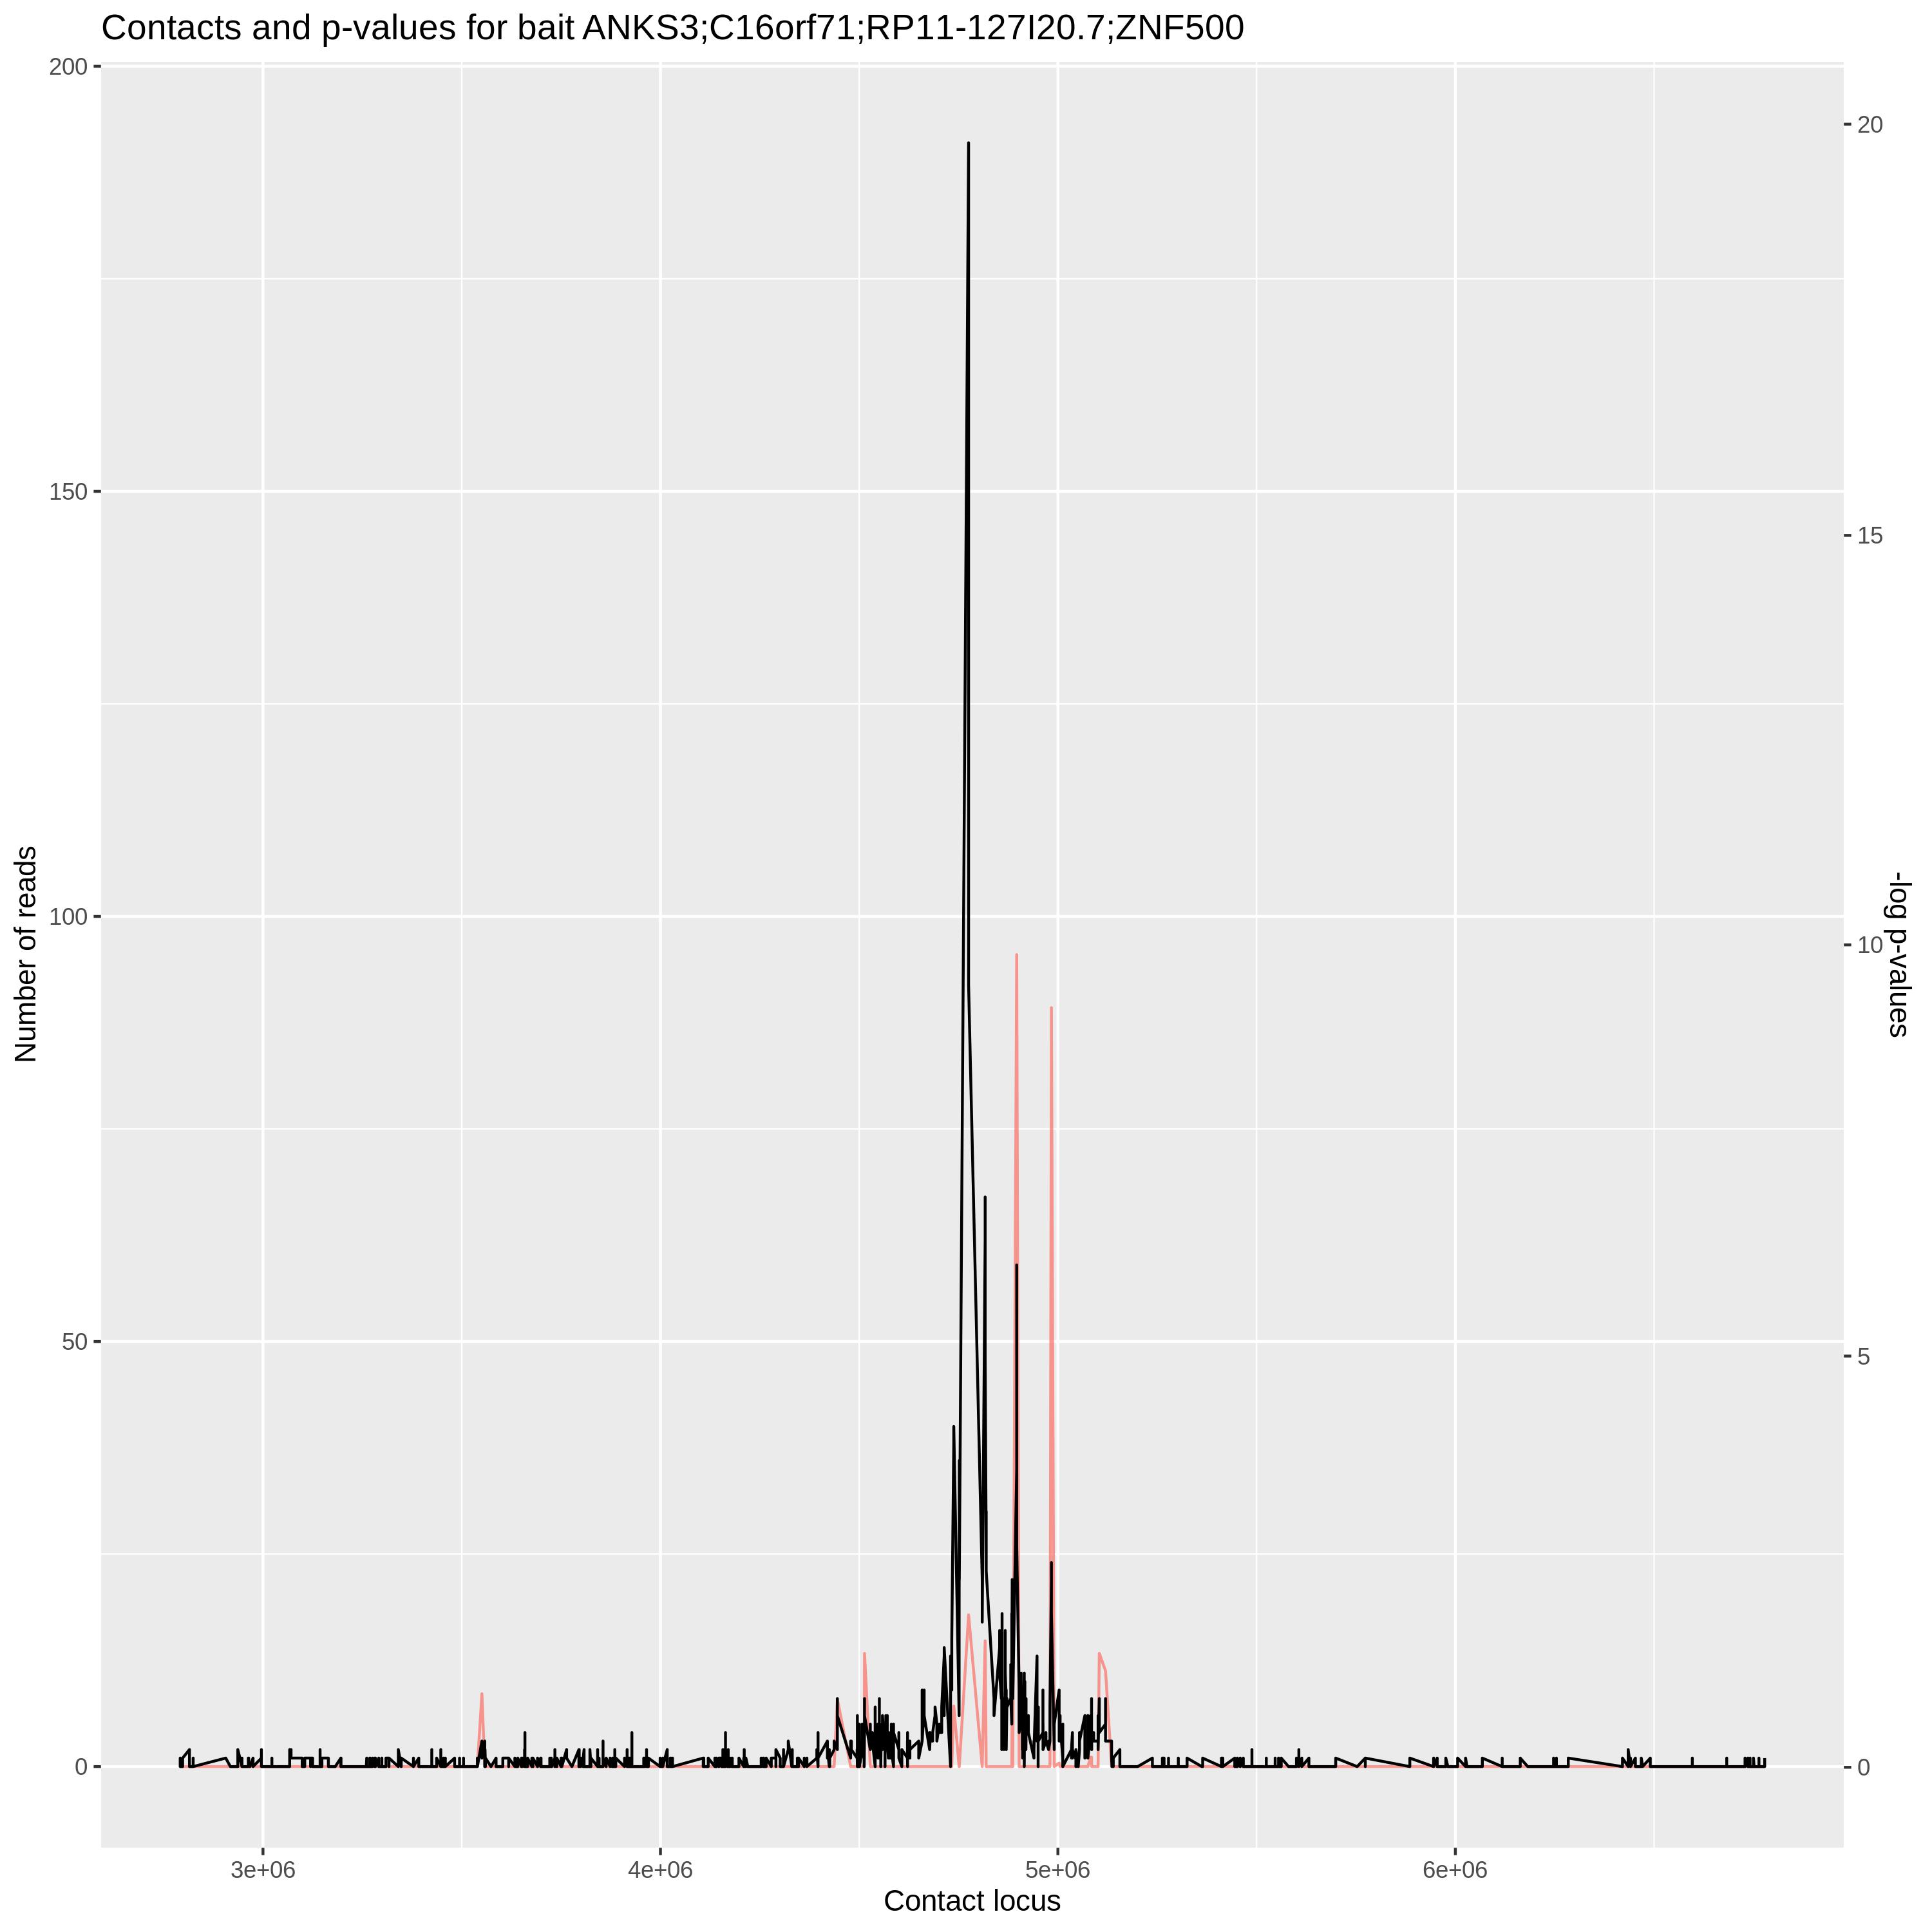 Contacts and p-values for bait ANKS3;C16orf71;RP11-127I20.7;ZNF500
200
150
100
50
0
Number of reads
20
15
10
5
0
-log p-values
3e+06
4e+06
5e+06
6e+06
Contact locus